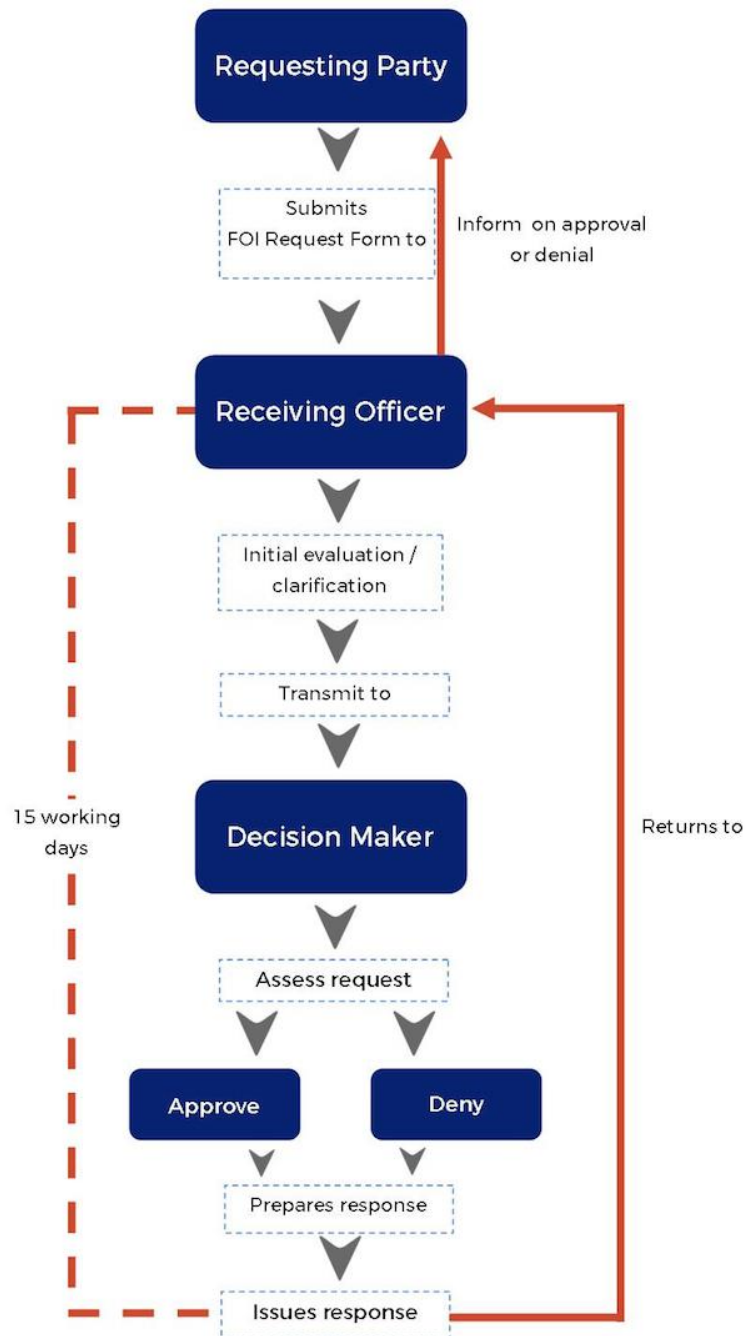 Requesting Party
Submits
FOI Request Form to
Inform on approval
or denial
Receiving Officer
Initial evaluation /
clarification
Transmit to
15 working
days
Decision Maker
Returns to
Assess request
Approve
Deny
Prepares response
Issues response